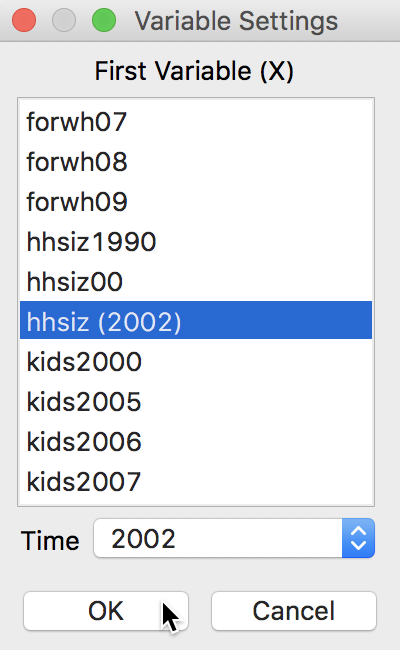 Variable Settings
First Variable (X)
forwh07
forwh08
forwh09
hhsiz1990
hhsiz00
hhsiz (2002)
kids2000
kids2005
kids2006
kids2007
Time 2002
OK Cancel